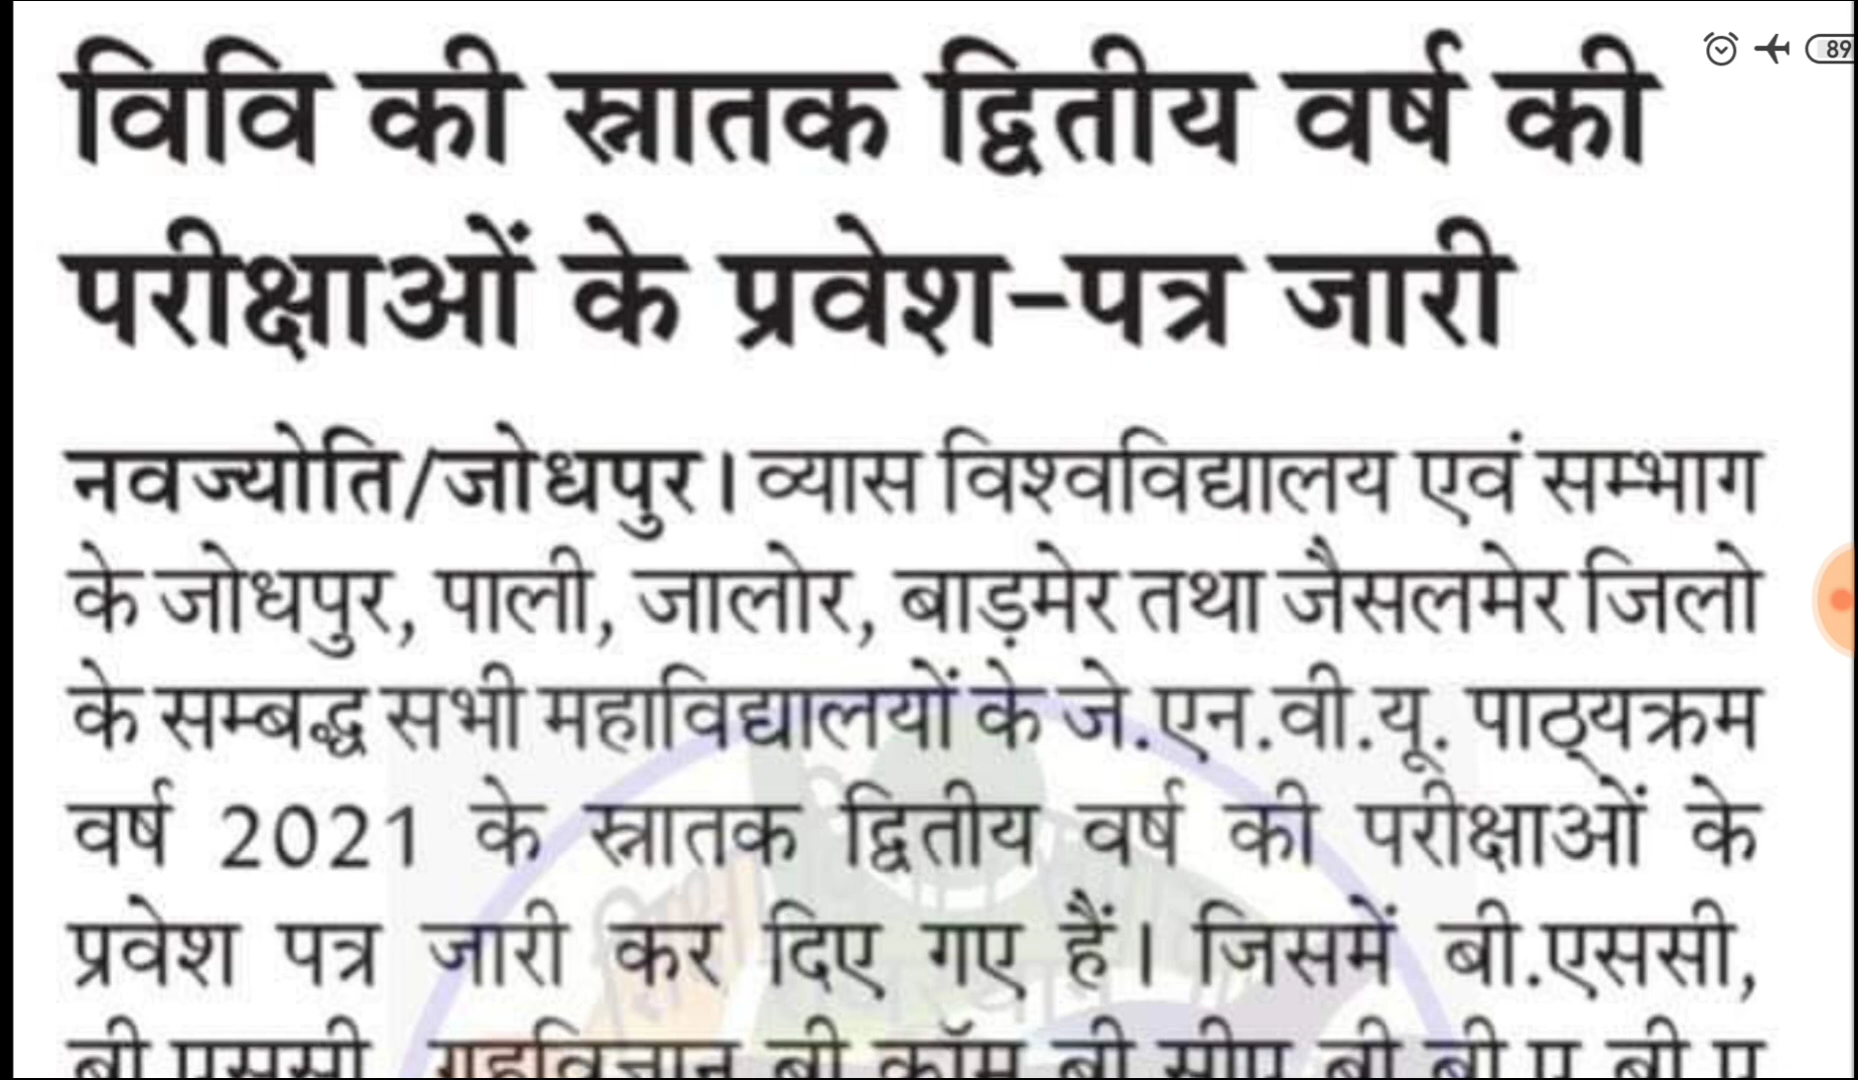 विवि की स्नातक द्वितीय वर्ष की
परीक्षाओं के प्रवेश-पत्र जारी
89
नवज्योति/जोधपुर। व्यास विश्वविद्यालय एवं सम्भाग
के जोधपुर, पाली, जालोर, बाड़मेर तथा जैसलमेर जिलो
के सम्बद्ध सभी महाविद्यालयों के जे.एन.वी.यू. पाठ्यक्रम
वर्ष 2021 के स्नातक द्वितीय वर्ष की परीक्षाओं के
प्रवेश पत्र जारी कर दिए गए हैं। जिसमें बी.एससी,